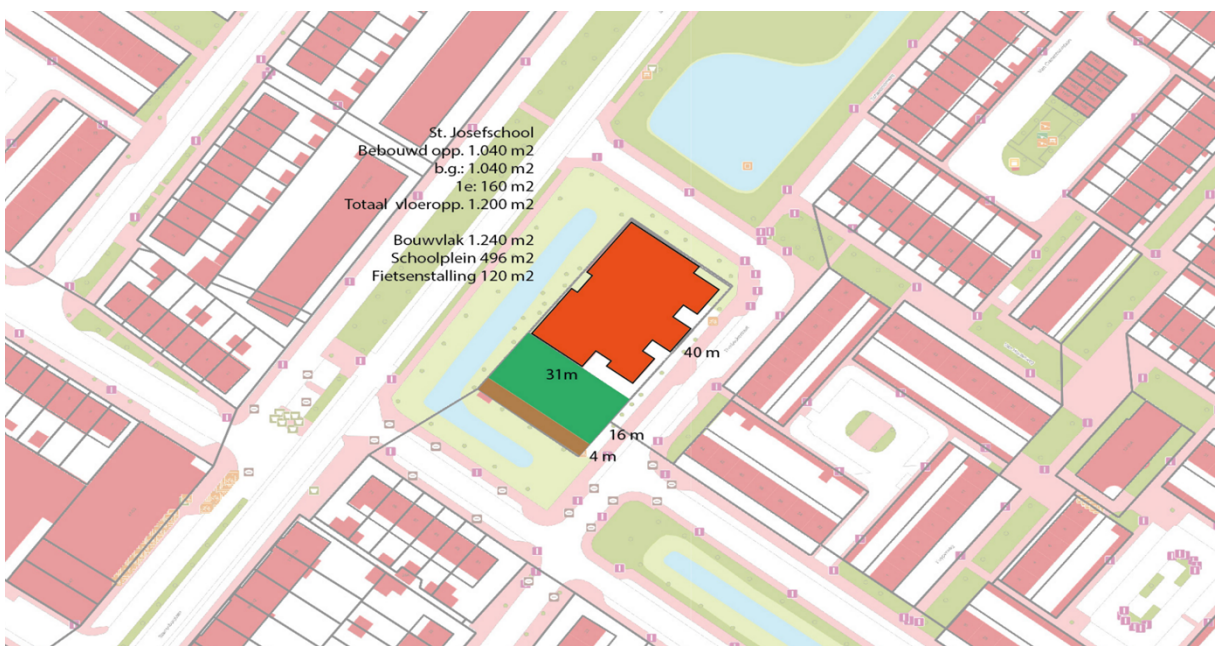 St. Josefschool
Bebouwd opp. 1.040 m2
b.g.: 1.040 m2
1e: 160 m2
Totaal vloeropp. 1.200 m2
Bouwvlak 1.240 m2
Schoolplein 496 m2
Fietsenstalling 120 m2
40 m
31m
16 m
4 m